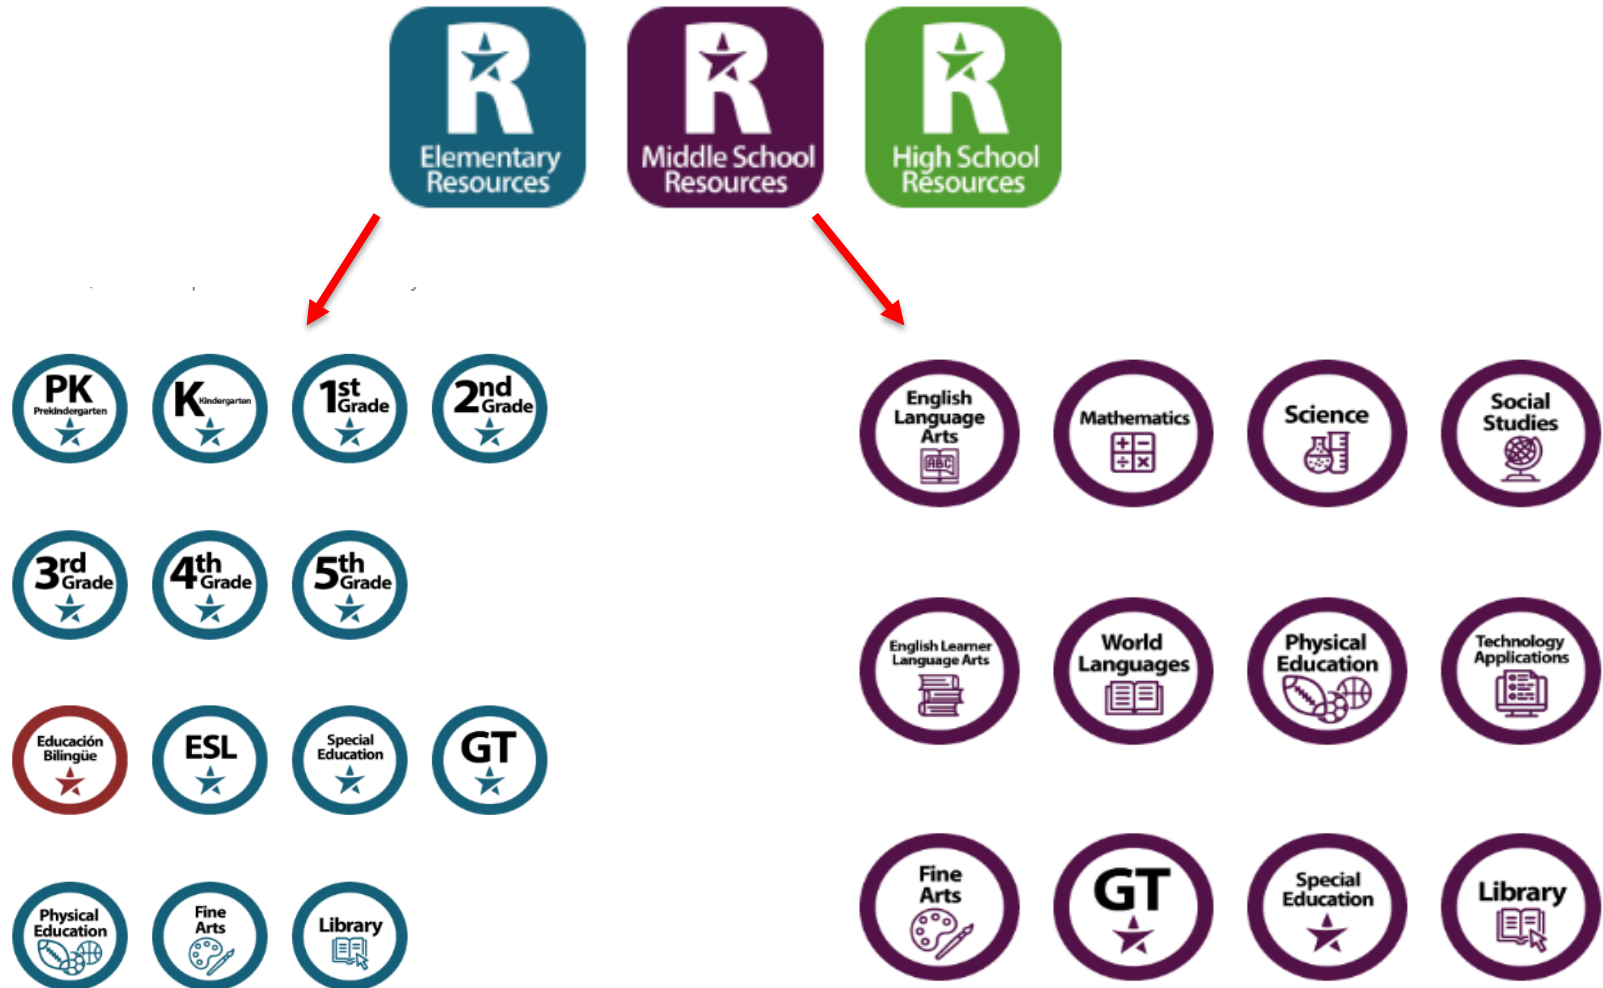 R
Elementary
Resources
R
Middle School
Resources
R
High School
Resources
PK
Prekindergarten
K Kindergarten
1st
Grade
2nd
Grade
3rd
Grade
4th
Grade
5th
Grade
Educación
Bilingüe
ESL
Special
Education
GT
Physical
Education
Fine
Arts
Library
English
Language
Arts
ABC
Mathematics
Science
Social
Studies
English Learner
Language Arts
World
Languages
Physical
Education
Technology
Applications
Fine
Arts
GT
Special
Education
Library